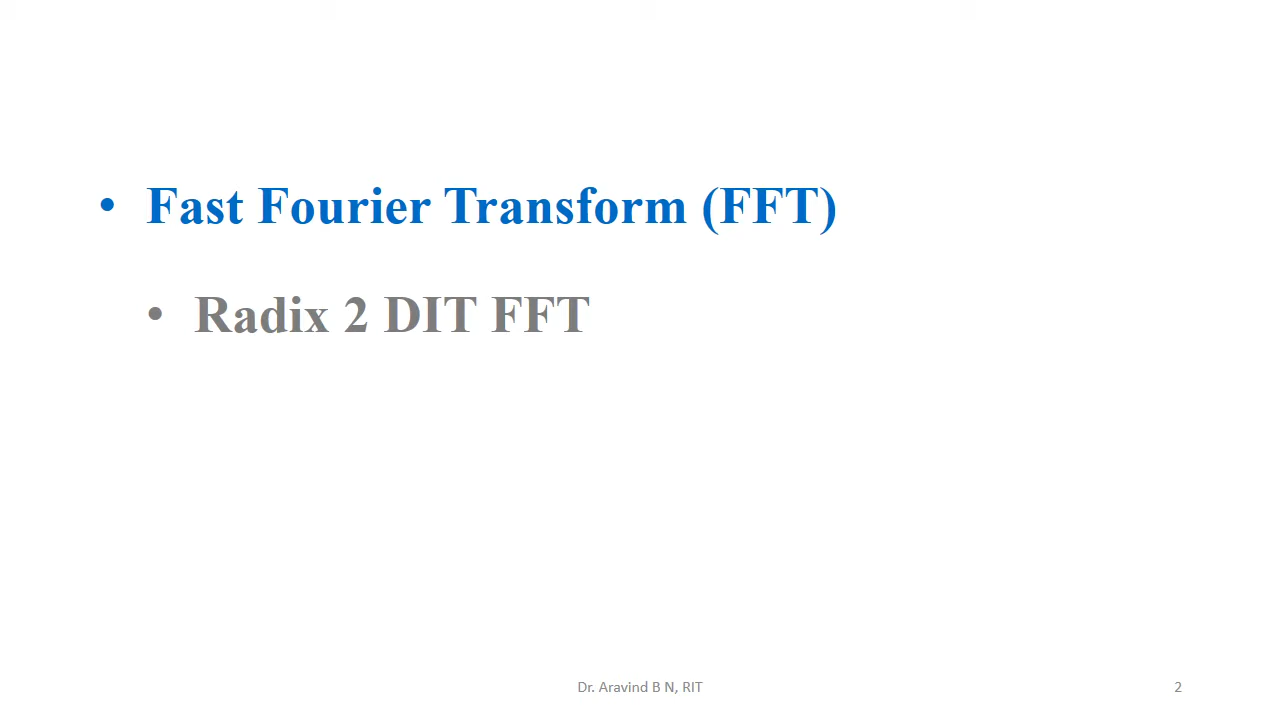 • Fast Fourier Transform (FFT)
• Radix 2 DIT FFT
Dr. Aravind B N, RIT
2